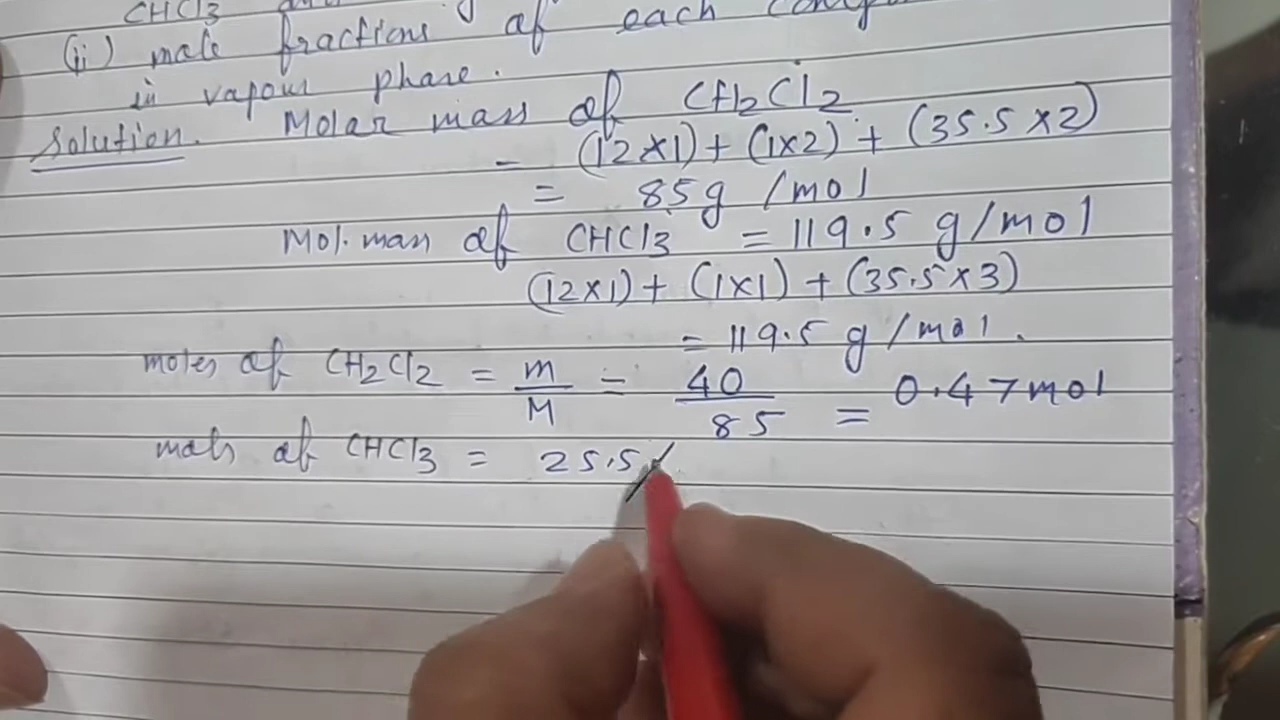 CHCl3
(ii) mole fractions of each
in vapour phase.
Solution. Molar mass of CH2Cl2
= (12×1) + (1×2) + (35.5×2)
= 85g /mol
Mol. mass of CHCl3 = 119.5 g/mol
(12×1) + (1×1) + (35.5×3)
= 119.5 g/mol.
moles of CH2Cl2 = m/M = 40/85 = 0.47mol
mols of CHCl3 = 25.5/